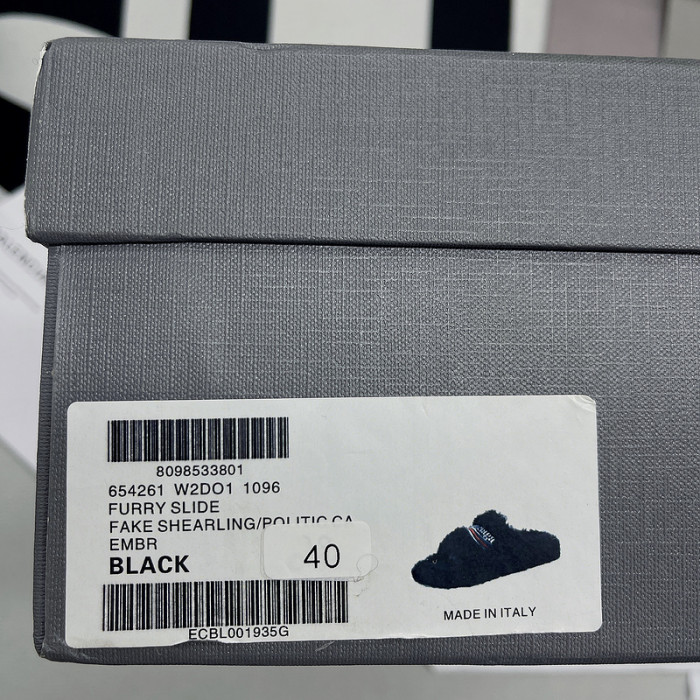 8098533801
654261 W2DO1 1096
FURRY SLIDE
FAKE SHEARLING/POLITIC CA
EMBR
BLACK
40
ECBL001935G
MADE IN ITALY